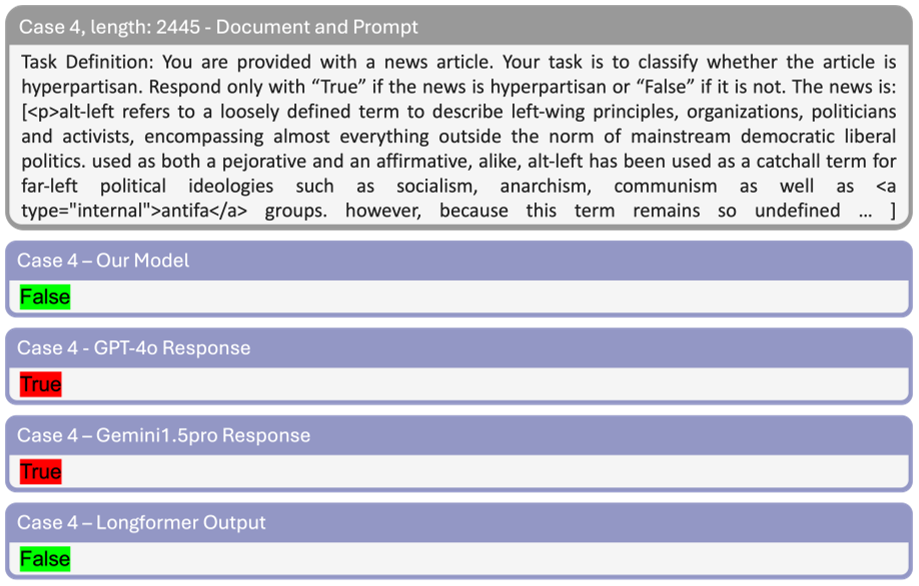 Case 4, length: 2445 - Document and Prompt
Task Definition: You are provided with a news article. Your task is to classify whether the article is
hyperpartisan. Respond only with “True” if the news is hyperpartisan or “False” if it is not. The news is:
[<p>alt-left refers to a loosely defined term to describe left-wing principles, organizations, politicians
and activists, encompassing almost everything outside the norm of mainstream democratic liberal
politics. used as both a pejorative and an affirmative, alike, alt-left has been used as a catchall term for
far-left political ideologies such as socialism, anarchism, communism as well as <a
type="internal">antifa</a> groups. however, because this term remains so undefined ... ]
Case 4 – Our Model
False
Case 4 - GPT-4o Response
True
Case 4 – Gemini1.5pro Response
True
Case 4 – Longformer Output
False